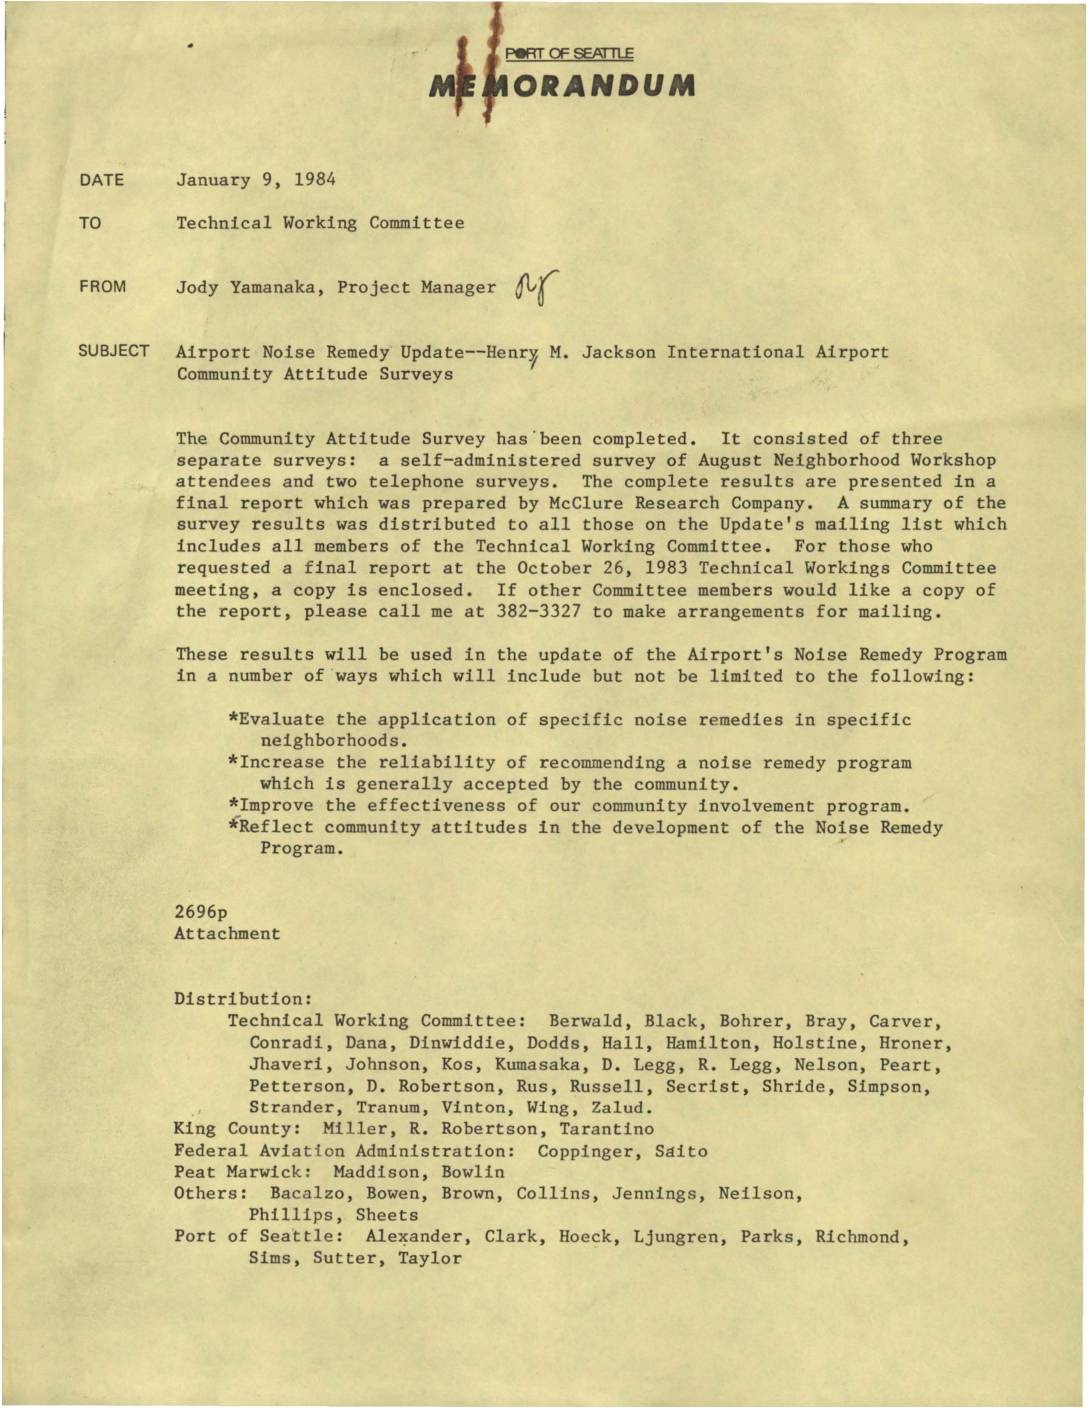 PORT OF SEATTLE
MEMORANDUM
DATE January 9, 1984
TO Technical Working Committee
FROM Jody Yamanaka, Project Manager
SUBJECT Airport Noise Remedy Update--Henry M. Jackson International Airport
Community Attitude Surveys
The Community Attitude Survey has been completed. It consisted of three
separate surveys: a self-administered survey of August Neighborhood Workshop
attendees and two telephone surveys. The complete results are presented in a
final report which was prepared by McClure Research Company. A summary of the
survey results was distributed to all those on the Update's mailing list which
includes all members of the Technical Working Committee. For those who
requested a final report at the October 26, 1983 Technical Workings Committee
meeting, a copy is enclosed. If other Committee members would like a copy of
the report, please call me at 382-3327 to make arrangements for mailing.
These results will be used in the update of the Airport's Noise Remedy Program
in a number of ways which will include but not be limited to the following:
*Evaluate the application of specific noise remedies in specific
neighborhoods.
*Increase the reliability of recommending a noise remedy program
which is generally accepted by the community.
*Improve the effectiveness of our community involvement program.
*Reflect community attitudes in the development of the Noise Remedy
Program.
2696p
Attachment
Distribution:
Technical Working Committee: Berwald, Black, Bohrer, Bray, Carver,
Conradi, Dana, Dinwiddie, Dodds, Hall, Hamilton, Holstine, Hroner,
Jhaveri, Johnson, Kos, Kumasaka, D. Legg, R. Legg, Nelson, Peart,
Petterson, D. Robertson, Rus, Russell, Secrist, Shride, Simpson,
Strander, Tranum, Vinton, Wing, Zalud.
King County: Miller, R. Robertson, Tarantino
Federal Aviation Administration: Coppinger, Saito
Peat Marwick: Maddison, Bowlin
Others: Bacalzo, Bowen, Brown, Collins, Jennings, Neilson,
Phillips, Sheets
Port of Seattle: Alexander, Clark, Hoeck, Ljungren, Parks, Richmond,
Sims, Sutter, Taylor